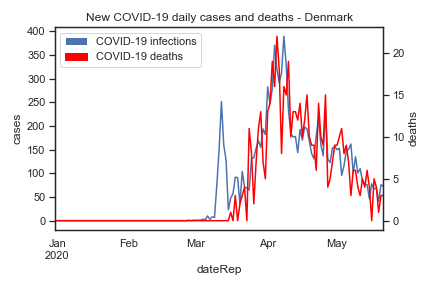 New COVID-19 daily cases and deaths - Denmark
COVID-19 infections
COVID-19 deaths
cases
400
350
300
250
200
150
100
50
0
deaths
20
15
10
5
0
Jan Feb Mar Apr May
2020
dateRep